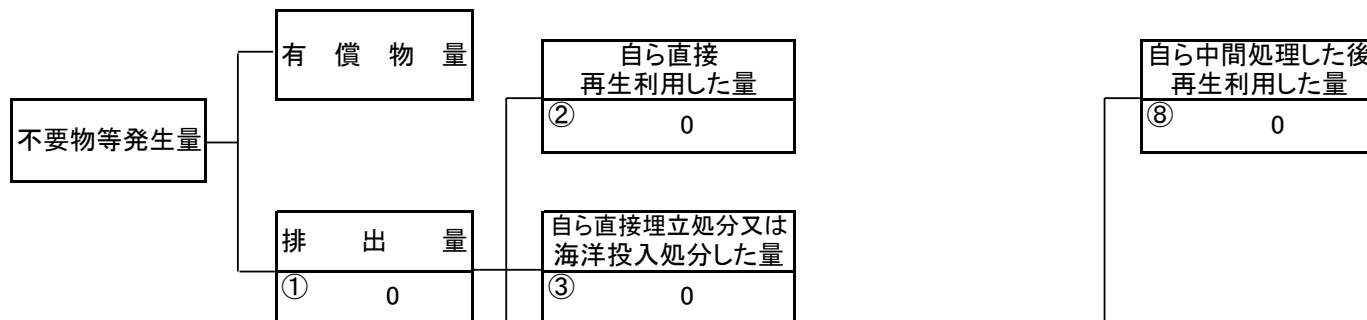 有償物量
自ら直接
再生利用した量
② 0
自ら中間処理した後
再生利用した量
⑧ 0
不要物等発生量
排出量
① 0
自ら直接埋立処分又は
海洋投入処分した量
③ 0